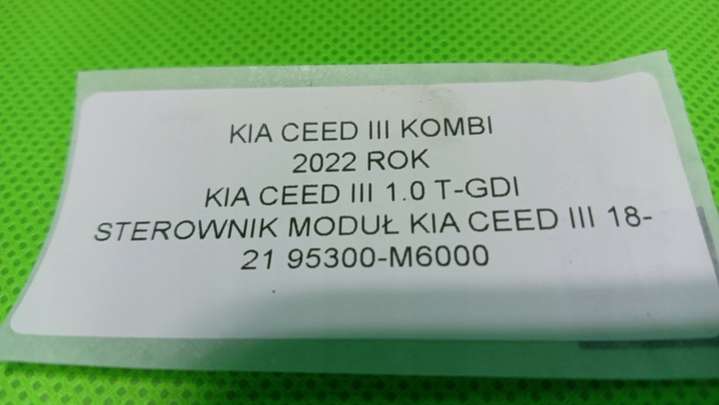 KIA CEED III KOMBI
2022 ROK
KIA CEED III 1.0 T-GDI
STEROWNIK MODUŁ KIA CEED III 18-
21 95300-M6000